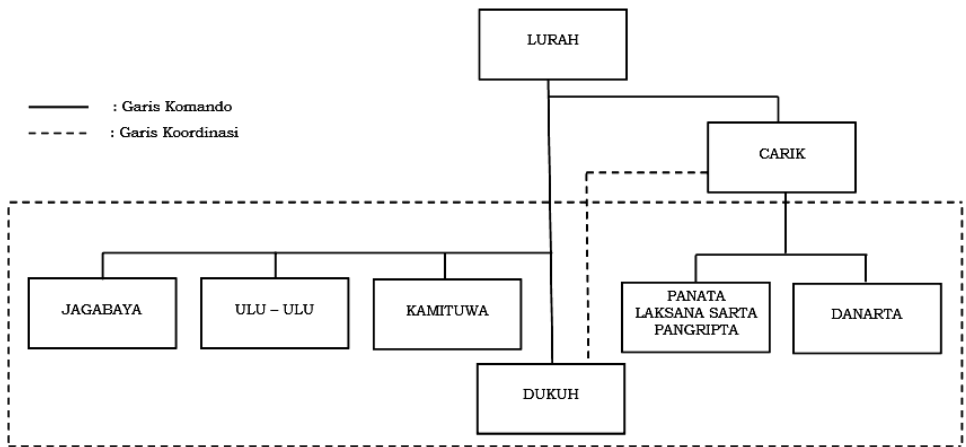 LURAH
: Garis Komando
: Garis Koordinasi
CARIK
JAGABAYA
ULU – ULU
KAMITUWA
PANATA
LAKSANA SARTA
PANGRIPTA
DANARTA
DUKUH